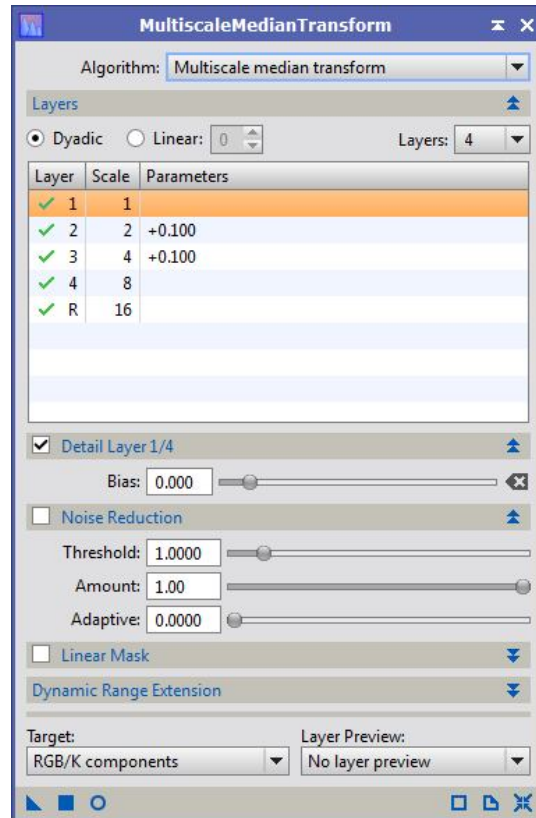 MultiscaleMedianTransform
Algorithm: Multiscale median transform
Layers
Dyadic Linear: 0 Layers: 4
Layer Scale Parameters
1 1
2 2 +0.100
3 4 +0.100
4 8
R 16
Detail Layer 1/4
Bias: 0.000
Noise Reduction
Threshold: 1.0000
Amount: 1.00
Adaptive: 0.0000
Linear Mask
Dynamic Range Extension
Target: Layer Preview:
RGB/K components No layer preview